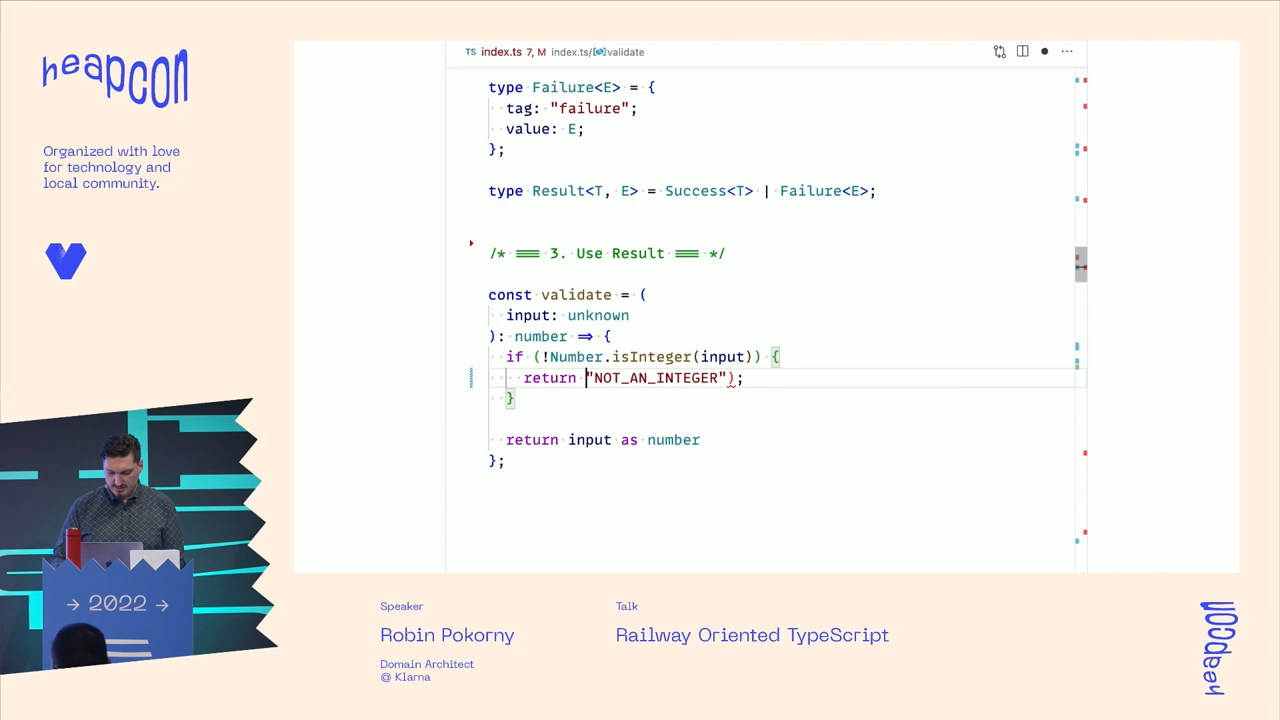 heapcon
Organized with love
for technology and
local community.
TS index.ts 7, M index.ts/validate
type Failure<E> = {
tag: "failure";
value: E;
};
type Result<T, E> = Success<T> | Failure<E>;
/* === 3. Use Result === */
const validate = (
input: unknown
): number => {
if (!Number.isInteger(input)) {
return "NOT_AN_INTEGER");
}
return input as number
};
→ 2022 →
Speaker
Robin Pokorny
Domain Architect
@ Klarna
Talk
Railway Oriented TypeScript
heapcon